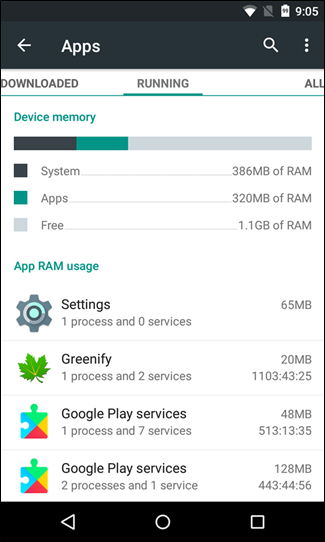 9:05
Apps
DOWNLOADED RUNNING ALL
Device memory
System 386MB of RAM
Apps 320MB of RAM
Free 1.1GB of RAM
App RAM usage
Settings 65MB
1 process and 0 services
Greenify 20MB
1 process and 2 services 1103:43:25
Google Play services 48MB
1 process and 7 services 513:13:35
Google Play services 128MB
2 processes and 1 service 443:44:56